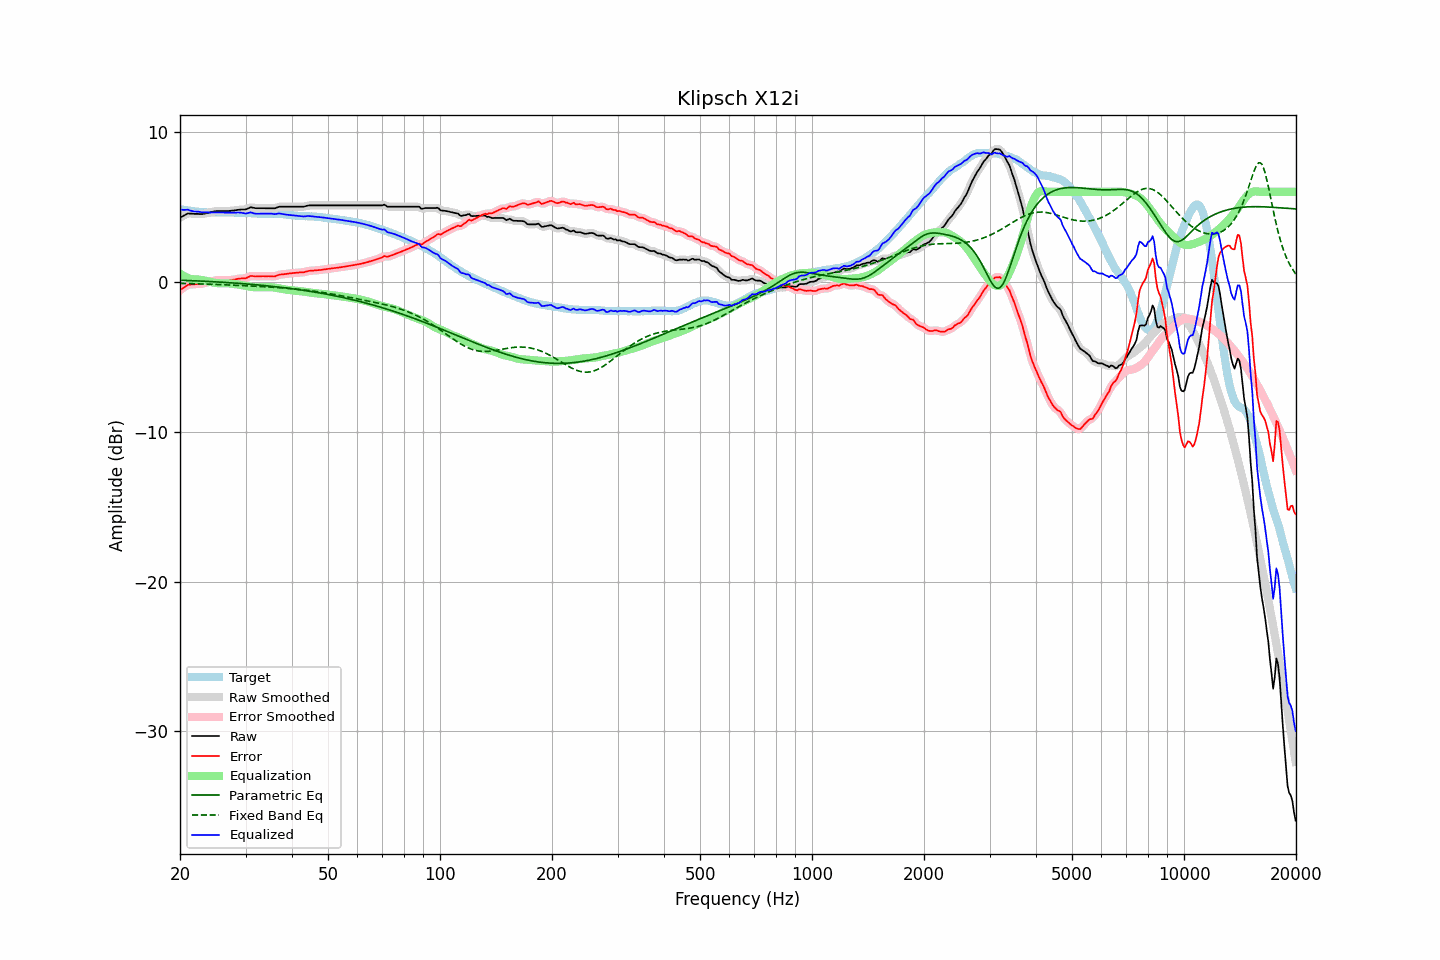 Klipsch X12i
Amplitude (dBr)
10
0
−10
−20
−30
Target
Raw Smoothed
Error Smoothed
Raw
Error
Equalization
Parametric Eq
Fixed Band Eq
Equalized
20 50 100 200 500 1000 2000 5000 10000 20000
Frequency (Hz)